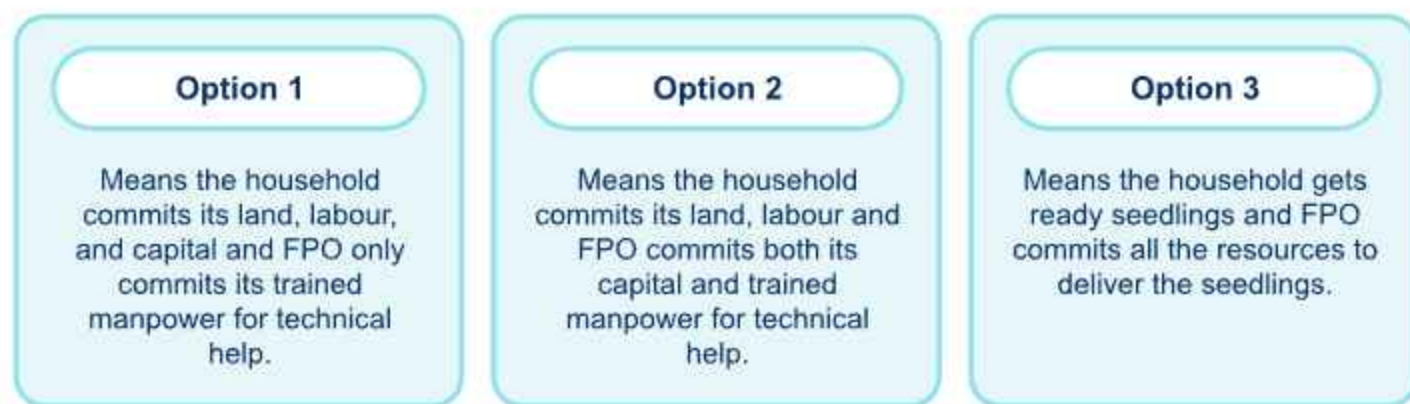 Option 1
Means the household
commits its land, labour,
and capital and FPO only
commits its trained
manpower for technical
help.
Option 2
Means the household
commits its land, labour and
FPO commits both its
capital and trained
manpower for technical
help.
Option 3
Means the household gets
ready seedlings and FPO
commits all the resources to
deliver the seedlings.